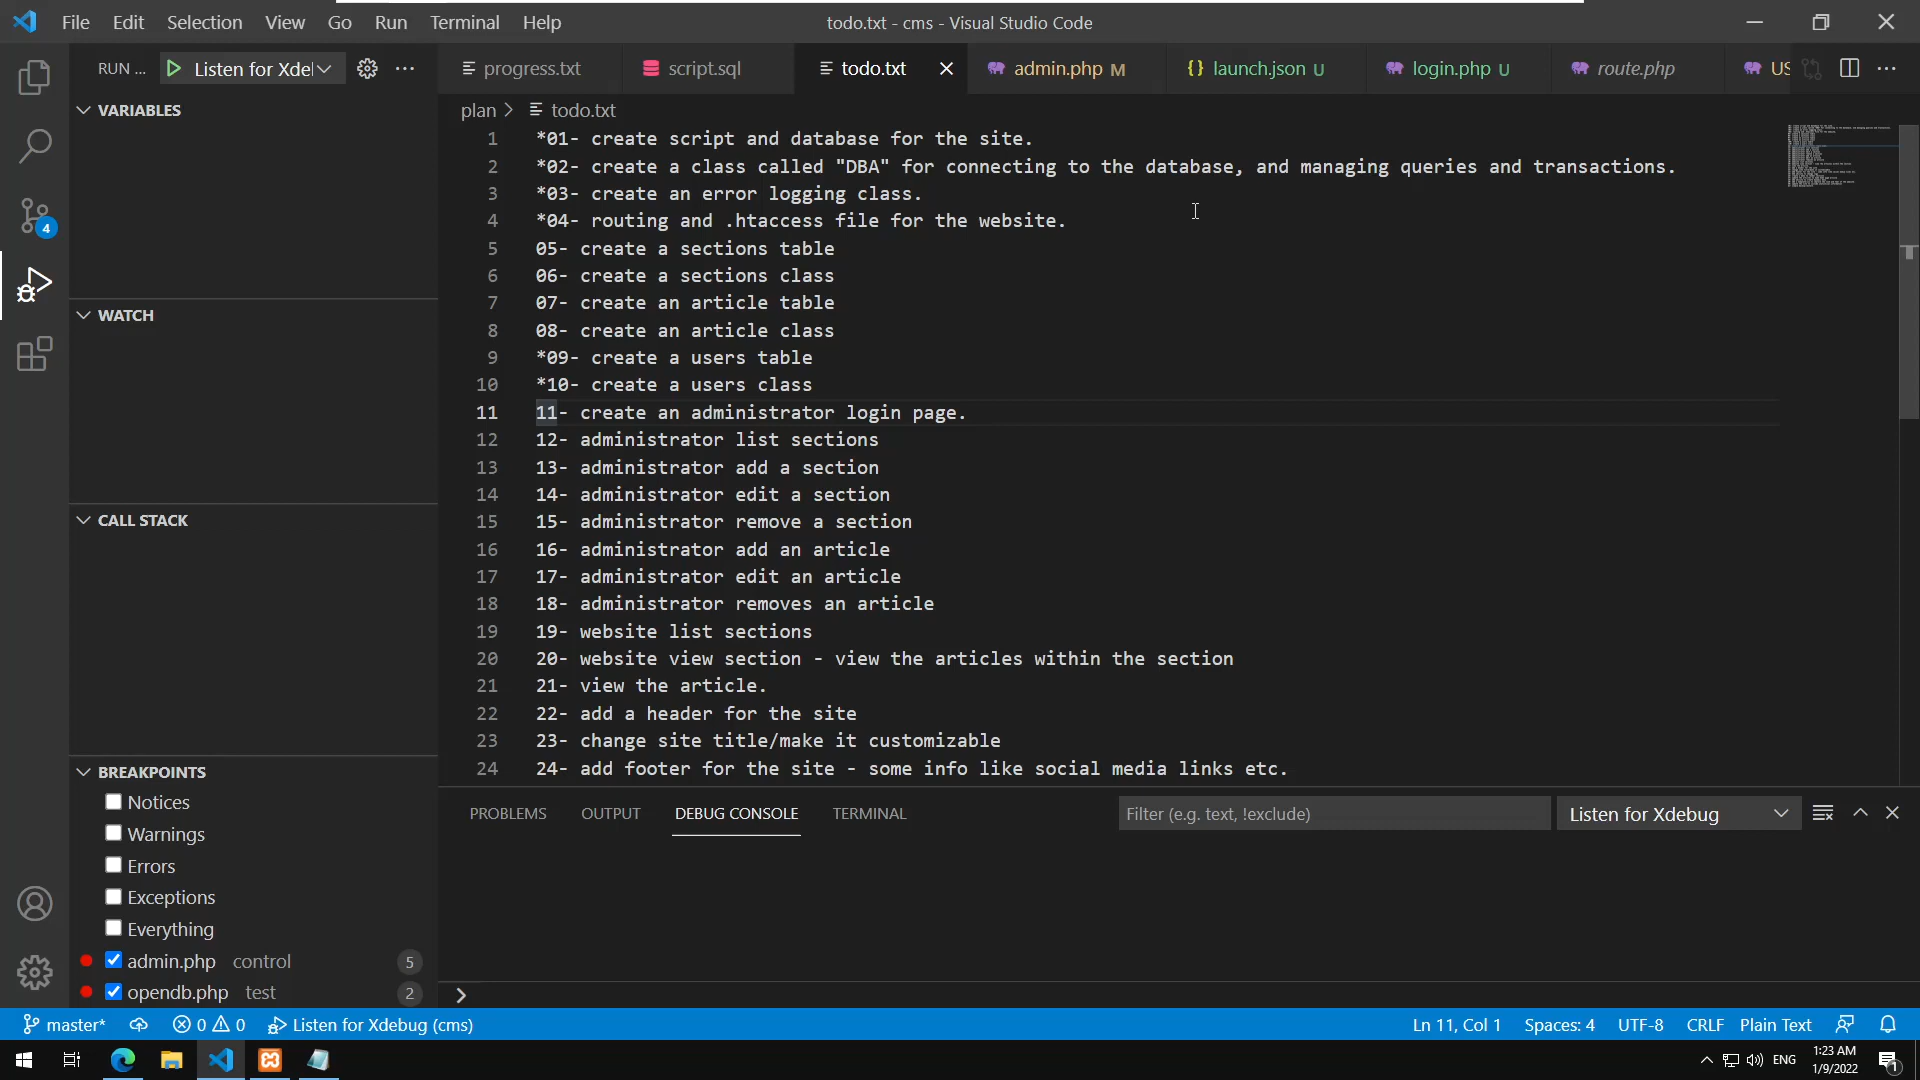 File Edit Selection View Go Run Terminal Help
todo.txt - cms - Visual Studio Code
RUN ... Listen for Xde
progress.txt script.sql todo.txt admin.php M launch.json U login.php U route.php US
VARIABLES
WATCH
CALL STACK
BREAKPOINTS
Notices
Warnings
Errors
Exceptions
Everything
admin.php control 5
opendb.php test 2
4
plan > todo.txt
1 *01- create script and database for the site.
2 *02- create a class called "DBA" for connecting to the database, and managing queries and transactions.
3 *03- create an error logging class.
4 *04- routing and .htaccess file for the website.
5 05- create a sections table
6 06- create a sections class
7 07- create an article table
8 08- create an article class
9 *09- create a users table
10 *10- create a users class
11 11- create an administrator login page.
12 12- administrator list sections
13 13- administrator add a section
14 14- administrator edit a section
15 15- administrator remove a section
16 16- administrator add an article
17 17- administrator edit an article
18 18- administrator removes an article
19 19- website list sections
20 20- website view section - view the articles within the section
21 21- view the article.
22 22- add a header for the site
23 23- change site title/make it customizable
24 24- add footer for the site - some info like social media links etc.
PROBLEMS OUTPUT DEBUG CONSOLE TERMINAL
Filter (e.g. text, !exclude)
Listen for Xdebug
master* 0 0 Listen for Xdebug (cms)
Ln 11, Col 1 Spaces: 4 UTF-8 CRLF Plain Text
ENG
1:23 AM
1/9/2022
1